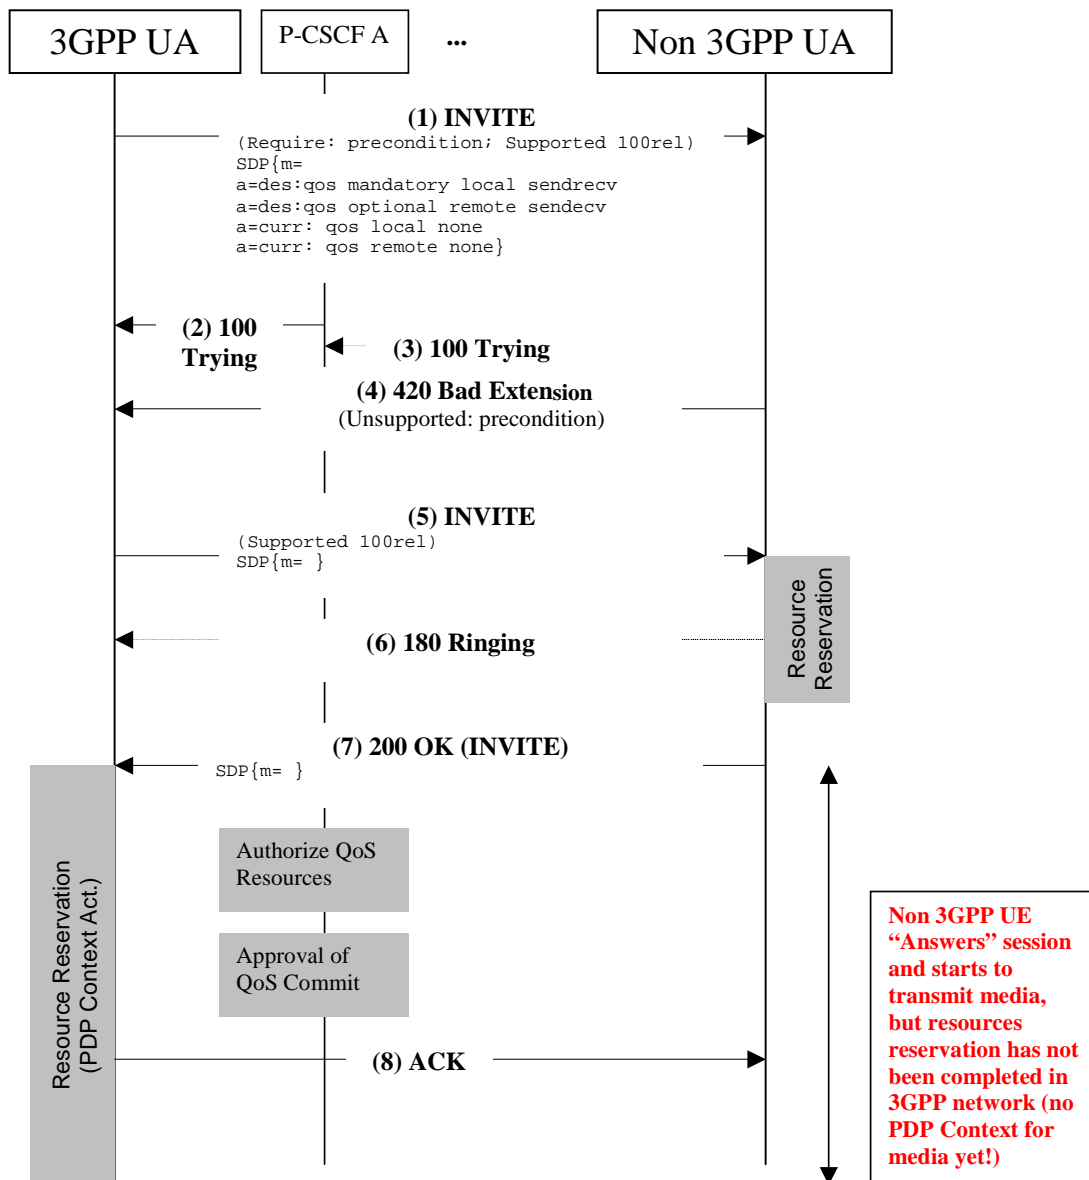 3GPP UA
P-CSCF A
...
Non 3GPP UA
(1) INVITE
(Require: precondition; Supported 100rel)
SDP{m=
a=des:qos mandatory local sendrecv
a=des:qos optional remote sendecv
a=curr: qos local none
a=curr: qos remote none}
(2) 100
Trying
(3) 100 Trying
(4) 420 Bad Extension
(Unsupported: precondition)
(5) INVITE
(Supported 100rel)
SDP{m= }
Resource
Reservation
(6) 180 Ringing
(7) 200 OK (INVITE)
SDP{m= }
Resource Reservation
(PDP Context Act.)
Authorize QoS
Resources
Approval of
QoS Commit
(8) ACK
Non 3GPP UE
“Answers” session
and starts to
transmit media,
but resources
reservation has not
been completed in
3GPP network (no
PDP Context for
media yet!)